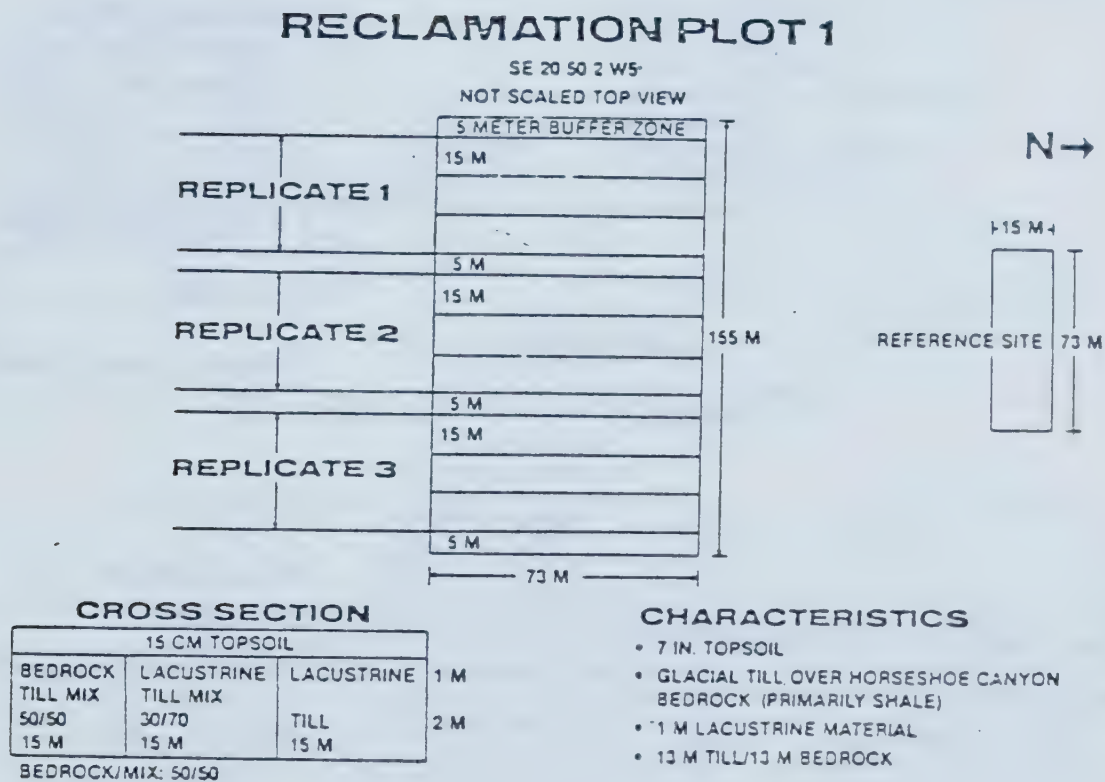 RECLAMATION PLOT 1
SE 20 50 2 W5
NOT SCALED TOP VIEW
5 METER BUFFER ZONE
N→
15 M
REPLICATE 1
15 M
5 M
15 M
REPLICATE 2
155 M
REFERENCE SITE
73 M
5 M
15 M
REPLICATE 3
5 M
73 M
CROSS SECTION
15 CM TOPSOIL
BEDROCK LACUSTRINE LACUSTRINE 1 M
TILL MIX TILL MIX
50/50 30/70 TILL 2 M
15 M 15 M 15 M
BEDROCK/MIX: 50/50
CHARACTERISTICS
• 7 IN. TOPSOIL
• GLACIAL TILL OVER HORSESHOE CANYON
BEDROCK (PRIMARILY SHALE)
• 1 M LACUSTRINE MATERIAL
• 13 M TILL/13 M BEDROCK